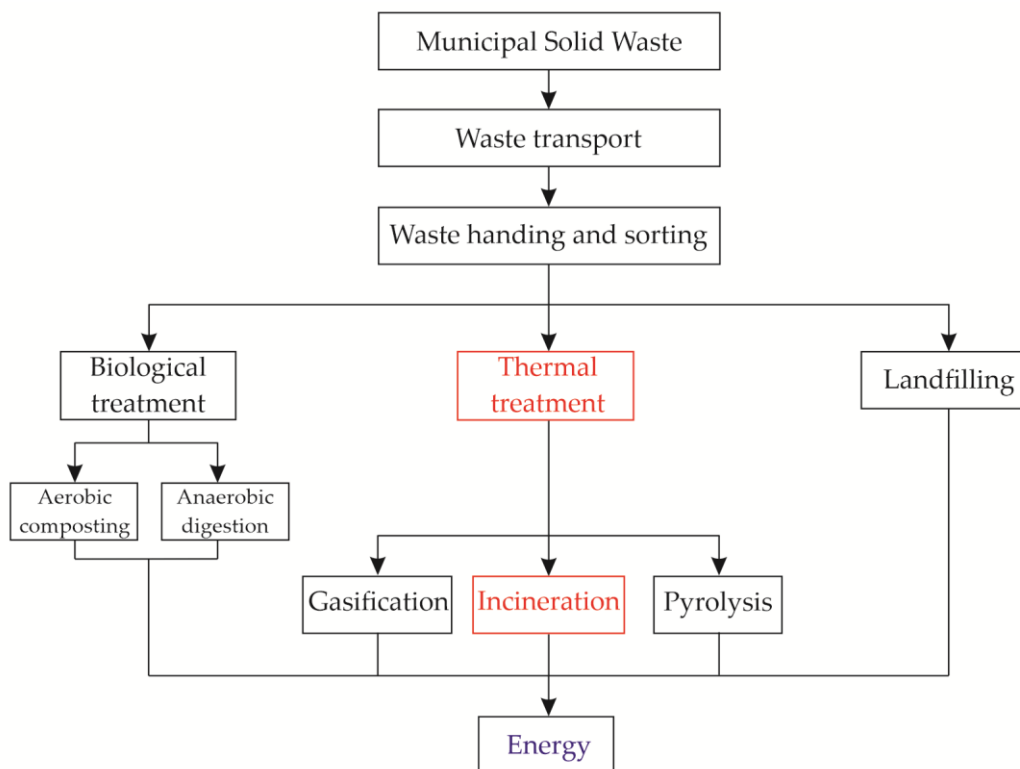 Municipal Solid Waste
Waste transport
Waste handing and sorting
Biological
treatment
Thermal
treatment
Landfilling
Aerobic
composting
Anaerobic
digestion
Gasification
Incineration
Pyrolysis
Energy